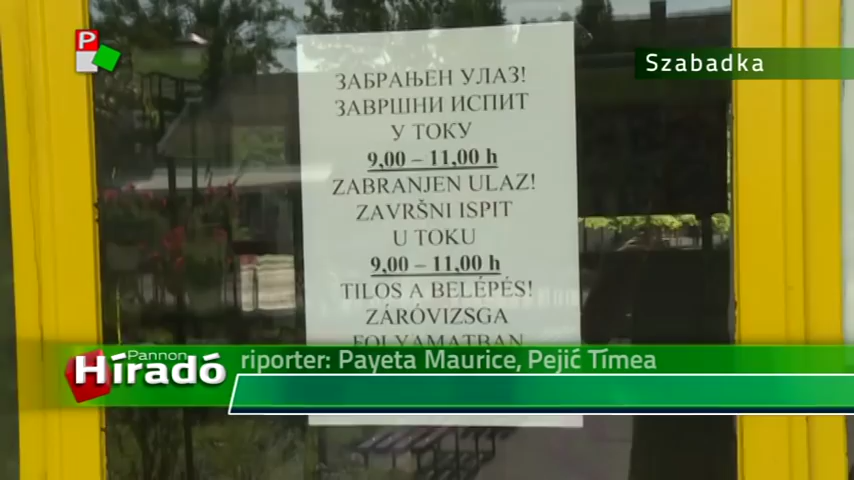 P
Szabadka
ЗАБРАЊЕН УЛАЗ!
ЗАВРШНИ ИСПИТ
У ТОКУ
9,00 – 11,00 h
ZABRANJEN ULAZ!
ZAVRŠNI ISPIT
U TOKU
9,00 – 11,00 h
TILOS A BELÉPÉS!
ZÁRÓVIZSGA
FOLYAMATBAN
Pannon
Híradó
riporter: Payeta Maurice, Pejić Tímea